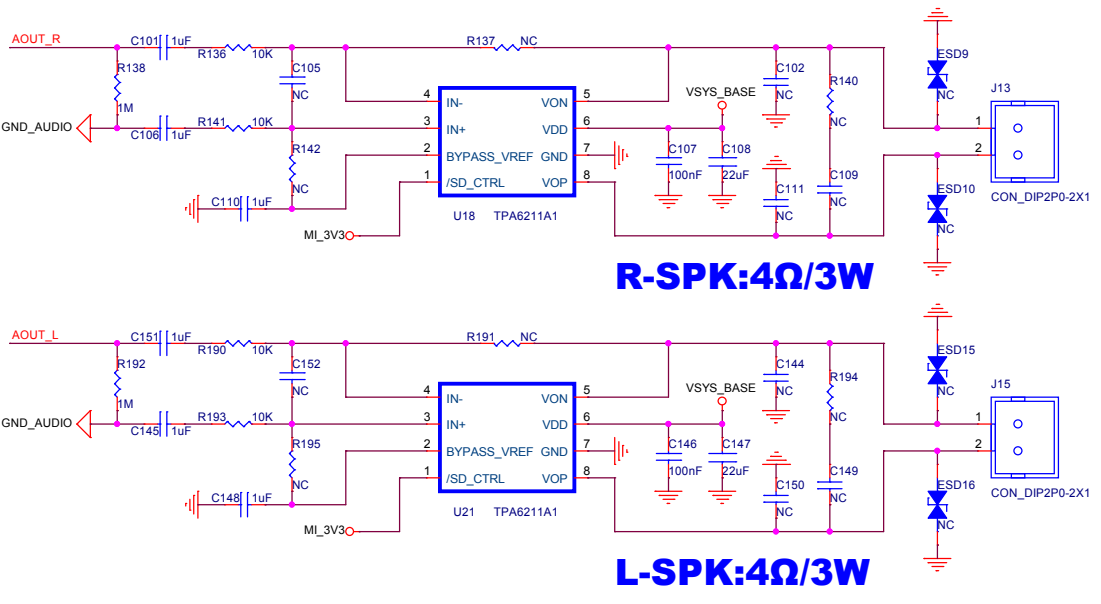 AOUT_R
C101 1uF
R136 10K
R137 NC
R138
1M
C105
NC
GND_AUDIO
C106 1uF
R141 10K
R142
NC
C110 1uF
MI_3V3
4 IN- VON 5
3 IN+ VDD 6
2 BYPASS_VREF GND 7
1 /SD_CTRL VOP 8
U18 TPA6211A1
VSYS_BASE
C107
100nF
C108
22uF
C102
NC
C111
NC
R140
NC
C109
NC
ESD9
NC
ESD10
NC
J13
1
2
CON_DIP2P0-2X1
R-SPK:4Ω/3W
AOUT_L
C151 1uF
R190 10K
R191 NC
R192
1M
C152
NC
GND_AUDIO
C145 1uF
R193 10K
R195
NC
C148 1uF
MI_3V3
4 IN- VON 5
3 IN+ VDD 6
2 BYPASS_VREF GND 7
1 /SD_CTRL VOP 8
U21 TPA6211A1
VSYS_BASE
C146
100nF
C147
22uF
C144
NC
C150
NC
R194
NC
C149
NC
ESD15
NC
ESD16
NC
J15
1
2
CON_DIP2P0-2X1
L-SPK:4Ω/3W